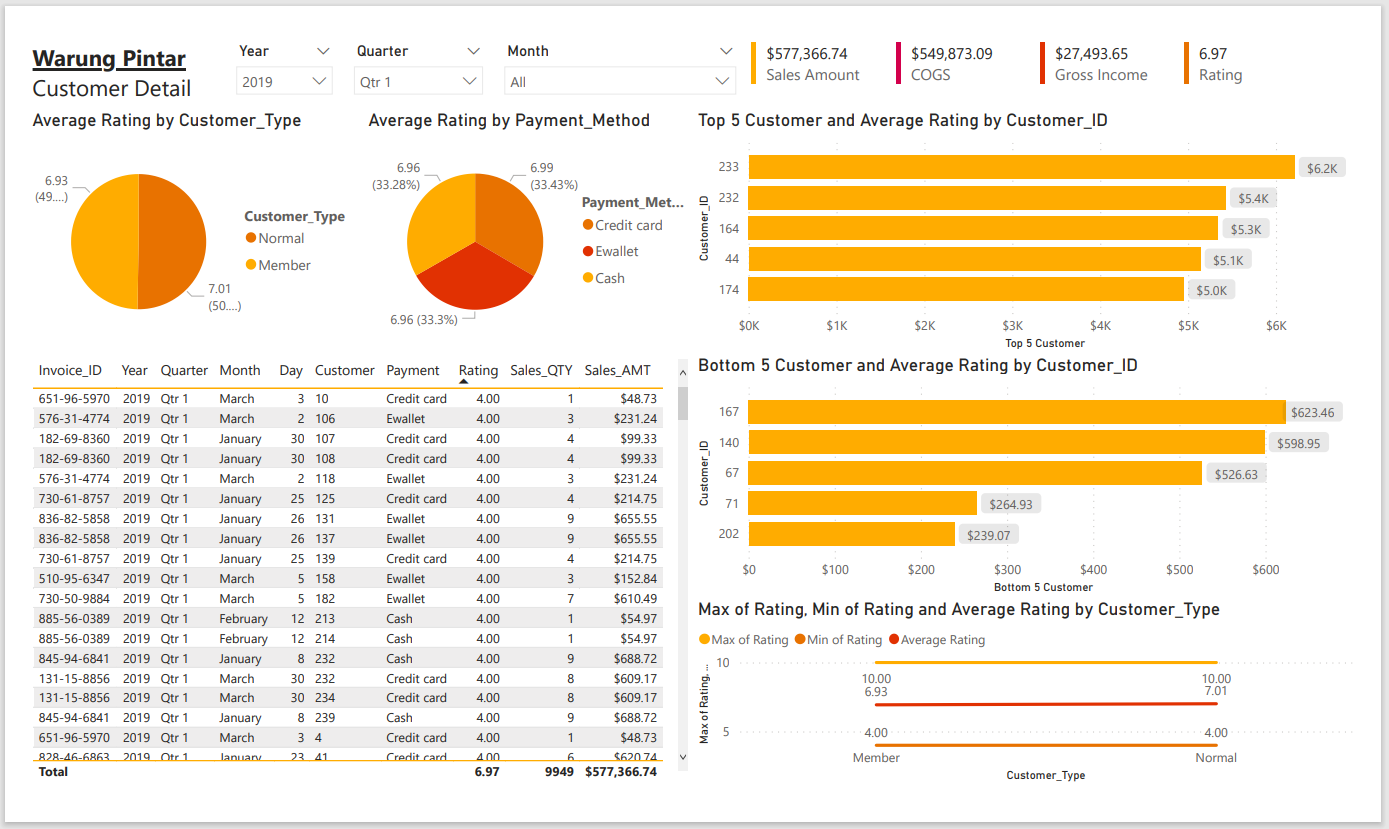 Warung Pintar
Customer Detail
Year
2019
Quarter
Qtr 1
Month
All
$577,366.74
Sales Amount
$549,873.09
COGS
$27,493.65
Gross Income
6.97
Rating
Average Rating by Customer_Type
6.93
(49....)
7.01
(50....)
Customer_Type
Normal
Member
Average Rating by Payment_Method
6.96
(33.28%)
6.99
(33.43%)
6.96 (33.3%)
Payment_Met...
Credit card
Ewallet
Cash
Top 5 Customer and Average Rating by Customer_ID
Customer_ID
233 $6.2K
232 $5.4K
164 $5.3K
44 $5.1K
174 $5.0K
$0K $1K $2K $3K $4K $5K $6K
Top 5 Customer
Invoice_ID Year Quarter Month Day Customer Payment Rating Sales_QTY Sales_AMT
651-96-5970 2019 Qtr 1 March 3 10 Credit card 4.00 1 $48.73
576-31-4774 2019 Qtr 1 March 2 106 Ewallet 4.00 3 $231.24
182-69-8360 2019 Qtr 1 January 30 107 Credit card 4.00 4 $99.33
182-69-8360 2019 Qtr 1 January 30 108 Credit card 4.00 4 $99.33
576-31-4774 2019 Qtr 1 March 2 118 Ewallet 4.00 3 $231.24
730-61-8757 2019 Qtr 1 January 25 125 Credit card 4.00 4 $214.75
836-82-5858 2019 Qtr 1 January 26 131 Ewallet 4.00 9 $655.55
836-82-5858 2019 Qtr 1 January 26 137 Ewallet 4.00 9 $655.55
730-61-8757 2019 Qtr 1 January 25 139 Credit card 4.00 4 $214.75
510-95-6347 2019 Qtr 1 March 5 158 Ewallet 4.00 3 $152.84
730-50-9884 2019 Qtr 1 March 5 182 Ewallet 4.00 7 $610.49
885-56-0389 2019 Qtr 1 February 12 213 Cash 4.00 1 $54.97
885-56-0389 2019 Qtr 1 February 12 214 Cash 4.00 1 $54.97
845-94-6841 2019 Qtr 1 January 8 232 Cash 4.00 9 $688.72
131-15-8856 2019 Qtr 1 March 30 232 Credit card 4.00 8 $609.17
131-15-8856 2019 Qtr 1 March 30 234 Credit card 4.00 8 $609.17
845-94-6841 2019 Qtr 1 January 8 239 Cash 4.00 9 $688.72
651-96-5970 2019 Qtr 1 March 3 4 Credit card 4.00 1 $48.73
828-46-6863 2019 Qtr 1 January 23 41 Credit card 4.00 6 $620.74
Total 6.97 9949 $577,366.74
Bottom 5 Customer and Average Rating by Customer_ID
Customer_ID
167 $623.46
140 $598.95
67 $526.63
71 $264.93
202 $239.07
$0 $100 $200 $300 $400 $500 $600
Bottom 5 Customer
Max of Rating, Min of Rating and Average Rating by Customer_Type
Max of Rating Min of Rating Average Rating
Max of Rating, ...
10
5
10.00 10.00
6.93 7.01
4.00 4.00
Member Normal
Customer_Type